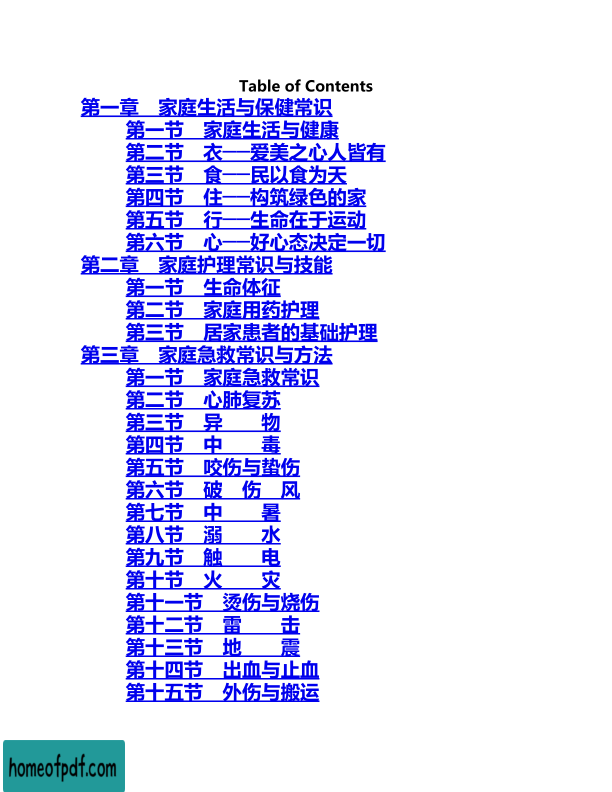 Table of Contents
第一章　家庭生活与保健常识
第一节　家庭生活与健康
第二节　衣──爱美之心人皆有
第三节　食──民以食为天
第四节　住──构筑绿色的家
第五节　行──生命在于运动
第六节　心──好心态决定一切
第二章　家庭护理常识与技能
第一节　生命体征
第二节　家庭用药护理
第三节　居家患者的基础护理
第三章　家庭急救常识与方法
第一节　家庭急救常识
第二节　心肺复苏
第三节　异　　物
第四节　中　　毒
第五节　咬伤与蛰伤
第六节　破　伤　风
第七节　中　　暑
第八节　溺　　水
第九节　触　　电
第十节　火　　灾
第十一节　烫伤与烧伤
第十二节　雷　　击
第十三节　地　　震
第十四节　出血与止血
第十五节　外伤与搬运
homeofpdf.com